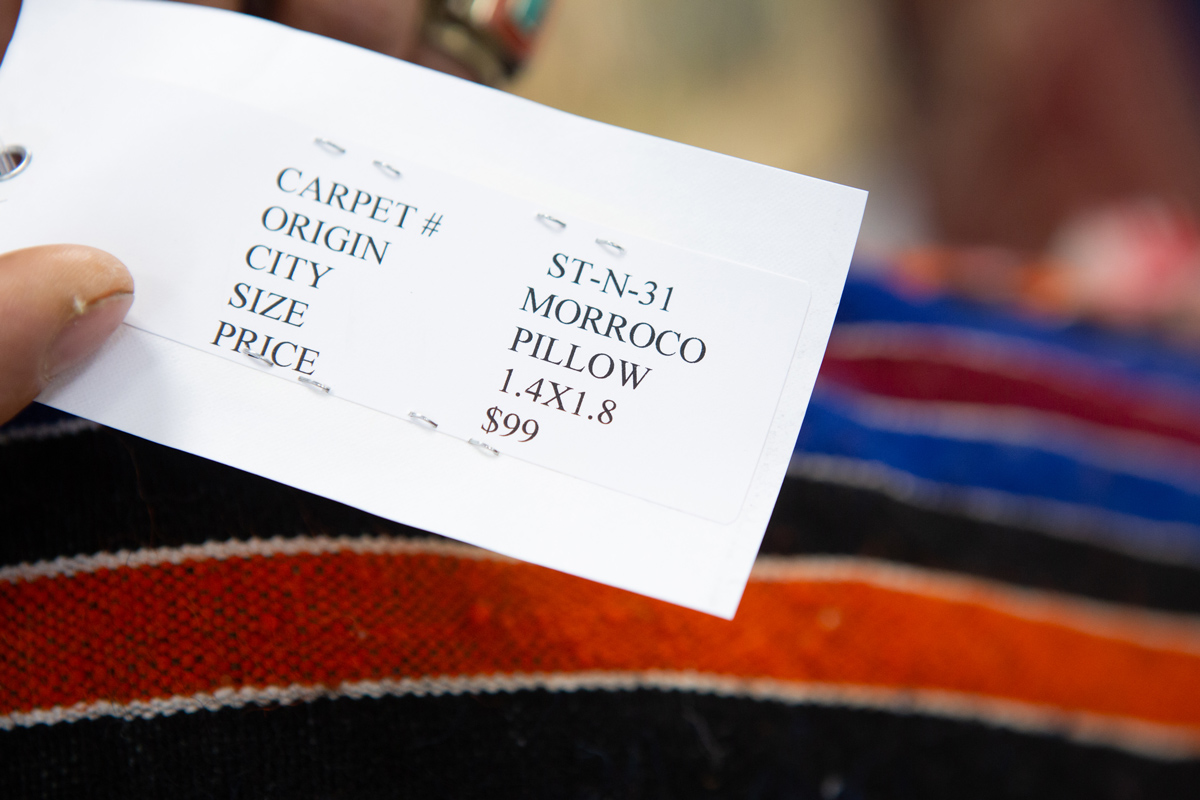 CARPET # ST-N-31
ORIGIN MORROCO
CITY PILLOW
SIZE 1.4X1.8
PRICE $99